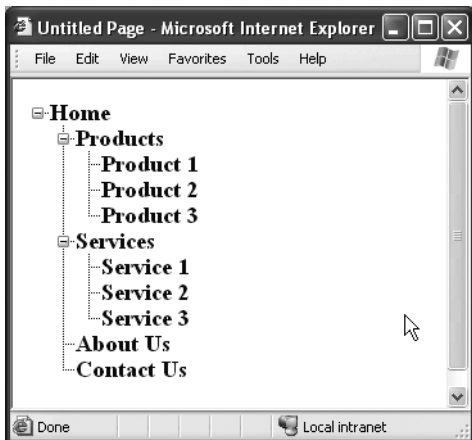 Untitled Page - Microsoft Internet Explorer
File Edit View Favorites Tools Help
Home
Products
Product 1
Product 2
Product 3
Services
Service 1
Service 2
Service 3
About Us
Contact Us
Done Local intranet